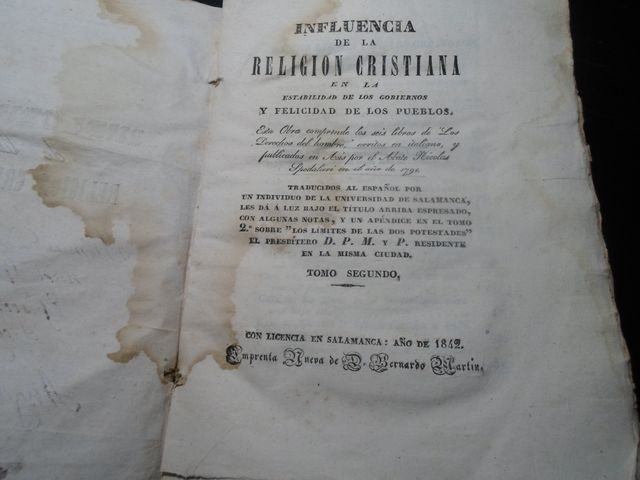 INFLUENCIA
DE LA
RELIGION CRISTIANA
EN LA
ESTABILIDAD DE LOS GOBIERNOS
Y FELICIDAD DE LOS PUEBLOS.
Esta Obra comprende los seis libros de "Los
Derechos del hombre," escritos en italiano, y
publicados en Asis por el Abate Nicolas
Spedalieri en el año de 1791.
TRADUCIDOS AL ESPAÑOL POR
UN INDIVIDUO DE LA UNIVERSIDAD DE SALAMANCA,
LES DÁ Á LUZ BAJO EL TÍTULO ARRIBA ESPRESADO,
CON ALGUNAS NOTAS, Y UN APÉNDICE EN EL TOMO
2.º SOBRE "LOS LÍMITES DE LAS DOS POTESTADES"
EL PRESBÍTERO D. P. M. Y P. RESIDENTE
EN LA MISMA CIUDAD.
TOMO SEGUNDO,
CON LICENCIA EN SALAMANCA: AÑO DE 1842.
Imprenta Nueva de D. Bernardo Martin.